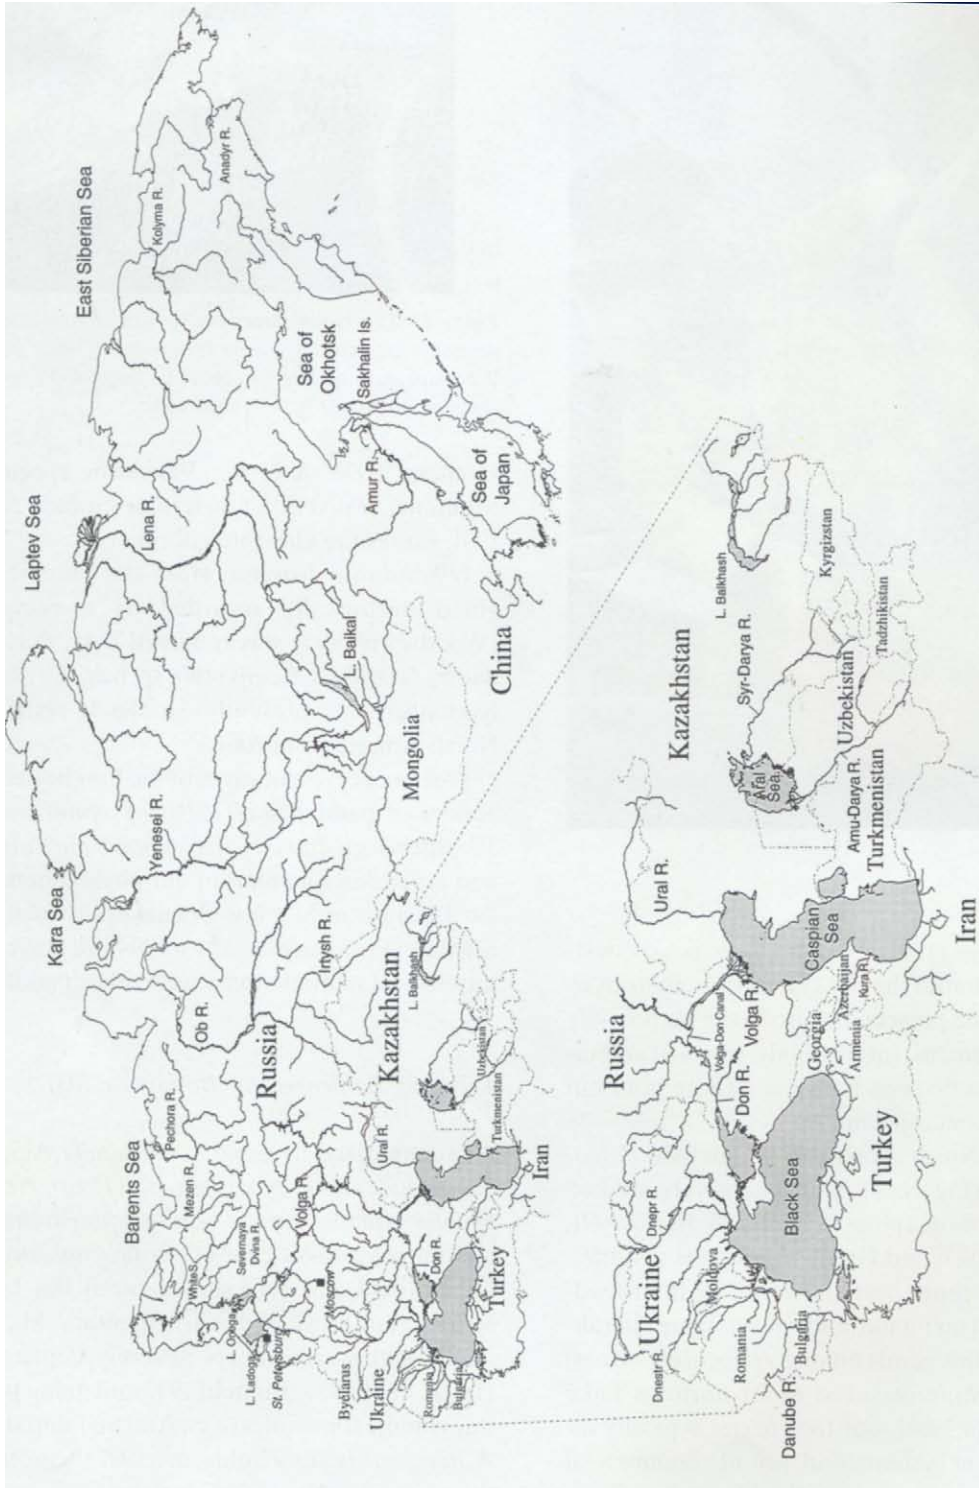 East Siberian Sea
Laptev Sea
Kara Sea
Barents Sea
Kolyma R.
Anadyr R.
Lena R.
Yenesei R.
Ob R.
Pechora R.
Mezen R.
White S.
Severnaya
Dvina R.
L. Onega
L. Ladoga
St. Petersburg
Moscow
Volga R.
Russia
Irtysh R.
Sea of
Okhotsk
Sakhalin Is.
Amur R.
Sea of
Japan
L. Baikal
China
Mongolia
Kazakhstan
L. Balkhash
Uzbekistan
Turkmenistan
Ural R.
Iran
Don R.
Turkey
Byelarus
Ukraine
Romania
Bulgaria
Russia
Kazakhstan
L. Balkhash
Syr-Darya R.
Kyrgizstan
Tadzhikistan
Uzbekistan
Aral
Sea
Amu-Darya R.
Turkmenistan
Ural R.
Caspian
Sea
Iran
Volga-Don Canal
Volga R.
Don R.
Georgia
Azerbaijan
Kura R.
Armenia
Turkey
Black Sea
Dnepr R.
Ukraine
Moldova
Dnestr R.
Romania
Bulgaria
Danube R.